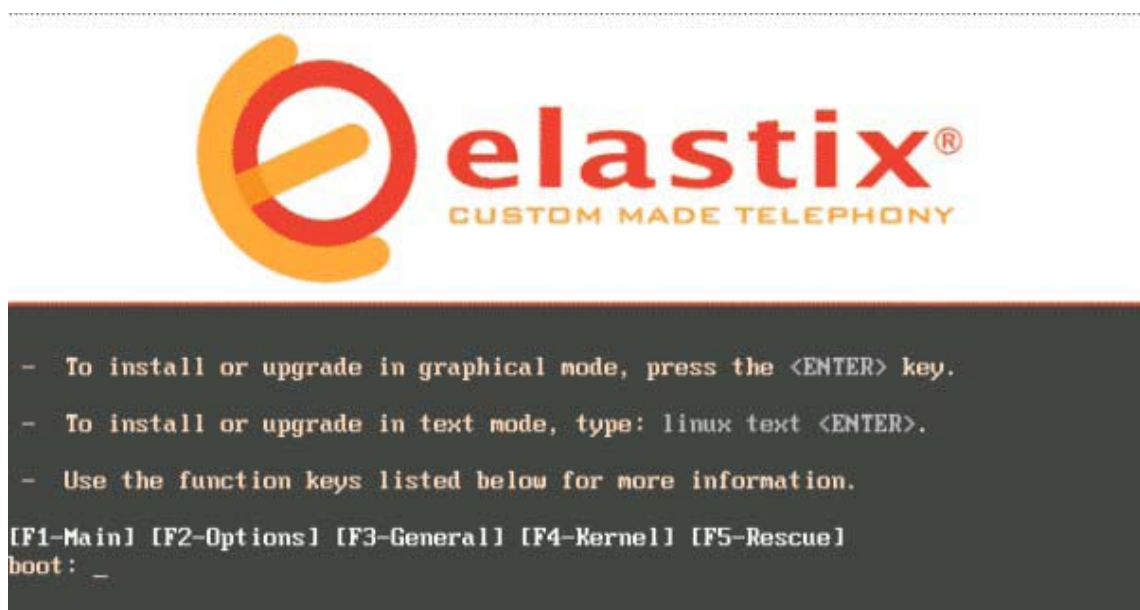 elastix®
CUSTOM MADE TELEPHONY
- To install or upgrade in graphical mode, press the <ENTER> key.
- To install or upgrade in text mode, type: linux text <ENTER>.
- Use the function keys listed below for more information.
[F1-Main] [F2-Options] [F3-General] [F4-Kernel] [F5-Rescue]
boot: _